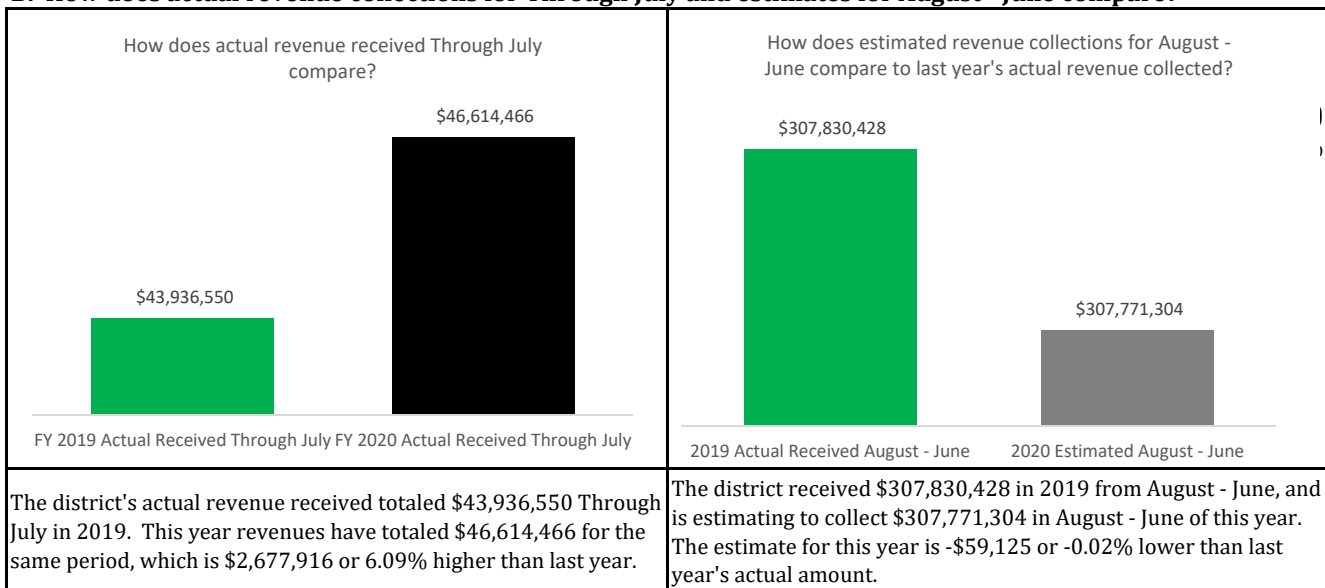 How does actual revenue received Through July
compare?
$46,614,466
$43,936,550
FY 2019 Actual Received Through July FY 2020 Actual Received Through July
How does estimated revenue collections for August -
June compare to last year's actual revenue collected?
$307,830,428
$307,771,304
2019 Actual Received August - June 2020 Estimated August - June
The district's actual revenue received totaled $43,936,550 Through
July in 2019. This year revenues have totaled $46,614,466 for the
same period, which is $2,677,916 or 6.09% higher than last year.
The district received $307,830,428 in 2019 from August - June, and
is estimating to collect $307,771,304 in August - June of this year.
The estimate for this year is -$59,125 or -0.02% lower than last
year's actual amount.